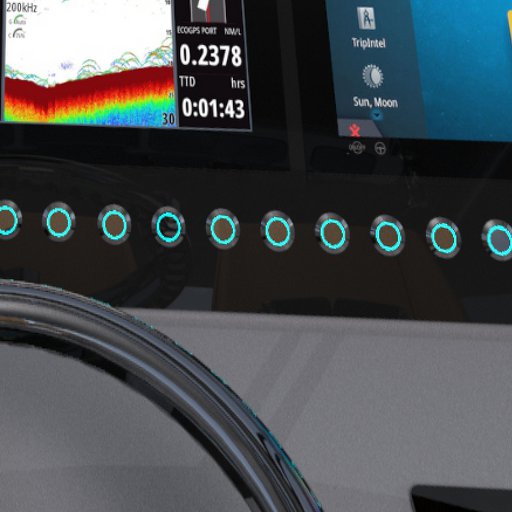 200kHz
ECOGPS PORT NM/L
0.2378
TTD hrs
0:01:43
30
TripIntel
Sun, Moon